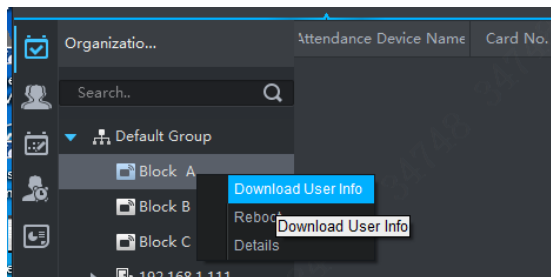 Organizatio...
Attendance Device Name Card No.
Search..
Default Group
Block A
Download User Info
Block B
Reboot
Download User Info
Block C
Details
192.168.1.111